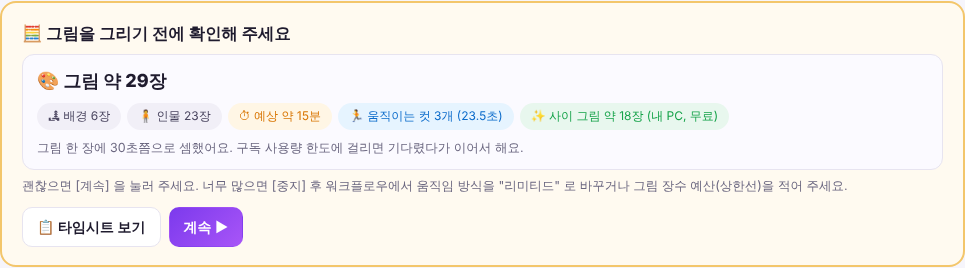 🧮 그림을 그리기 전에 확인해 주세요
🎨 그림 약 29장
🏞 배경 6장 🧍 인물 23장 ⏱ 예상 약 15분 🏃 움직이는 컷 3개 (23.5초) ✨ 사이 그림 약 18장 (내 PC, 무료)
그림 한 장에 30초쯤으로 셈했어요. 구독 사용량 한도에 걸리면 기다렸다가 이어서 해요.
괜찮으면 [계속] 을 눌러 주세요. 너무 많으면 [중지] 후 워크플로우에서 움직임 방식을 "리미티드" 로 바꾸거나 그림 장수 예산(상한선)을 적어 주세요.
📋 타임시트 보기 계속 ▶